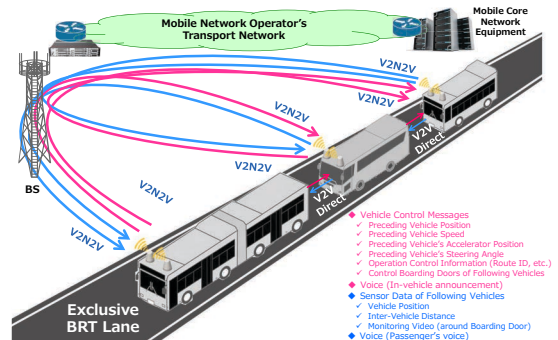 Mobile Network Operator's
Transport Network
Mobile Core
Network
Equipment
V2N2V
V2N2V
V2N2V
V2N2V
V2N2V
V2N2V
BS
V2V
Direct
V2V
Direct
Exclusive
BRT Lane
◆ Vehicle Control Messages
✓ Preceding Vehicle Position
✓ Preceding Vehicle Speed
✓ Preceding Vehicle's Accelerator Position
✓ Preceding Vehicle's Steering Angle
✓ Operation Control Information (Route ID, etc.)
✓ Control Boarding Doors of Following Vehicles
◆ Voice (In-vehicle announcement)
◆ Sensor Data of Following Vehicles
✓ Vehicle Position
✓ Inter-Vehicle Distance
✓ Monitoring Video (around Boarding Door)
◆ Voice (Passenger's voice)